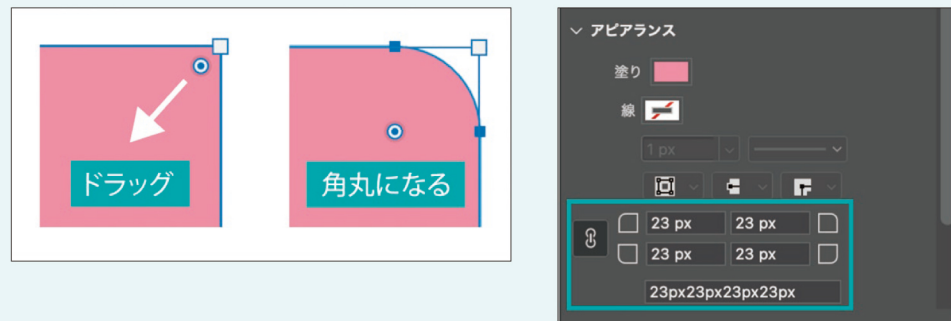 ドラッグ
角丸になる
アピアランス
塗り
線
1 px
23 px 23 px
23 px 23 px
23px23px23px23px